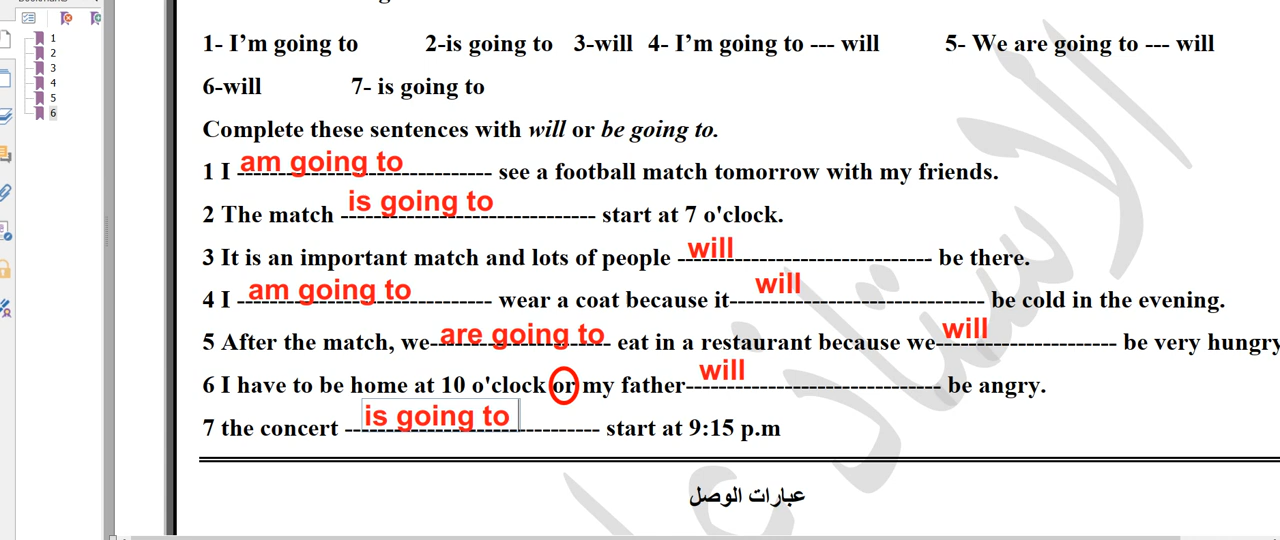 1
2
3
4
5
6
1- I'm going to 2-is going to 3-will 4- I'm going to --- will 5- We are going to --- will
6-will 7- is going to
Complete these sentences with will or be going to.
1 I am going to see a football match tomorrow with my friends.
2 The match is going to start at 7 o'clock.
3 It is an important match and lots of people will be there.
4 I am going to wear a coat because it will be cold in the evening.
5 After the match, we are going to eat in a restaurant because we will be very hungry
6 I have to be home at 10 o'clock or my father will be angry.
7 the concert is going to start at 9:15 p.m
عبارات الوصل